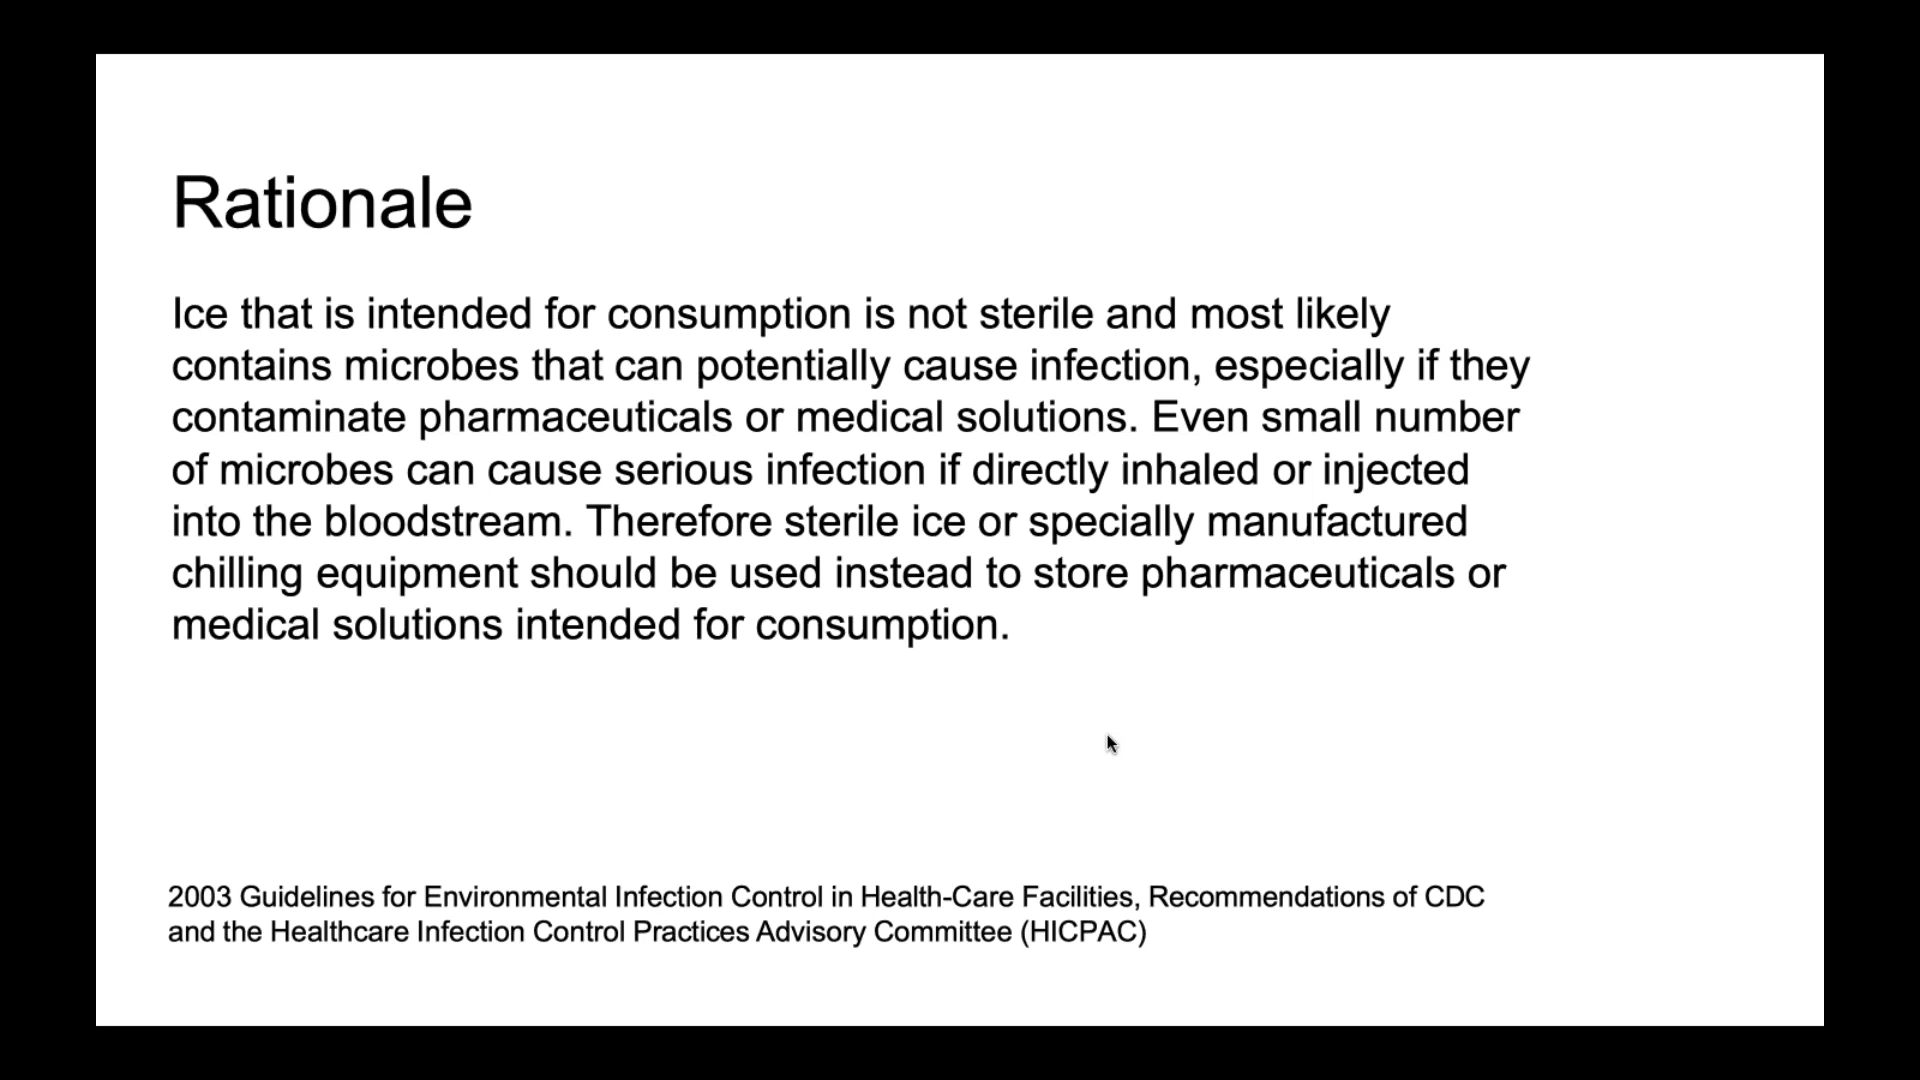 Rationale
Ice that is intended for consumption is not sterile and most likely
contains microbes that can potentially cause infection, especially if they
contaminate pharmaceuticals or medical solutions. Even small number
of microbes can cause serious infection if directly inhaled or injected
into the bloodstream. Therefore sterile ice or specially manufactured
chilling equipment should be used instead to store pharmaceuticals or
medical solutions intended for consumption.
2003 Guidelines for Environmental Infection Control in Health-Care Facilities, Recommendations of CDC
and the Healthcare Infection Control Practices Advisory Committee (HICPAC)